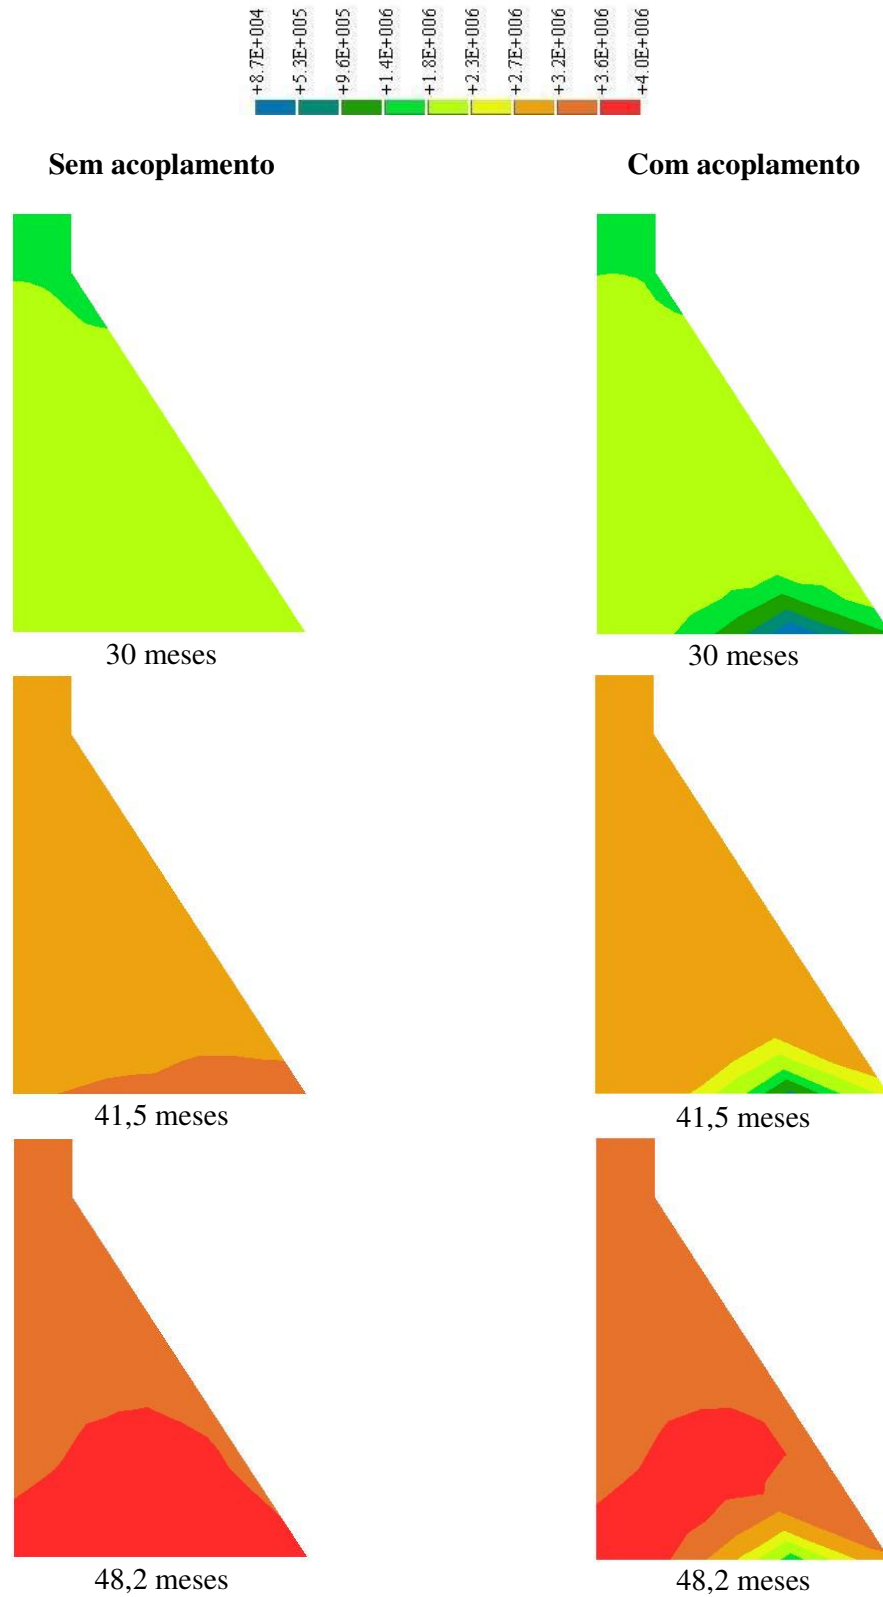 +8.7E+004
+5.3E+005
+9.6E+005
+1.4E+006
+1.8E+006
+2.3E+006
+2.7E+006
+3.2E+006
+3.6E+006
+4.0E+006
Sem acoplamento
Com acoplamento
30 meses
30 meses
41,5 meses
41,5 meses
48,2 meses
48,2 meses